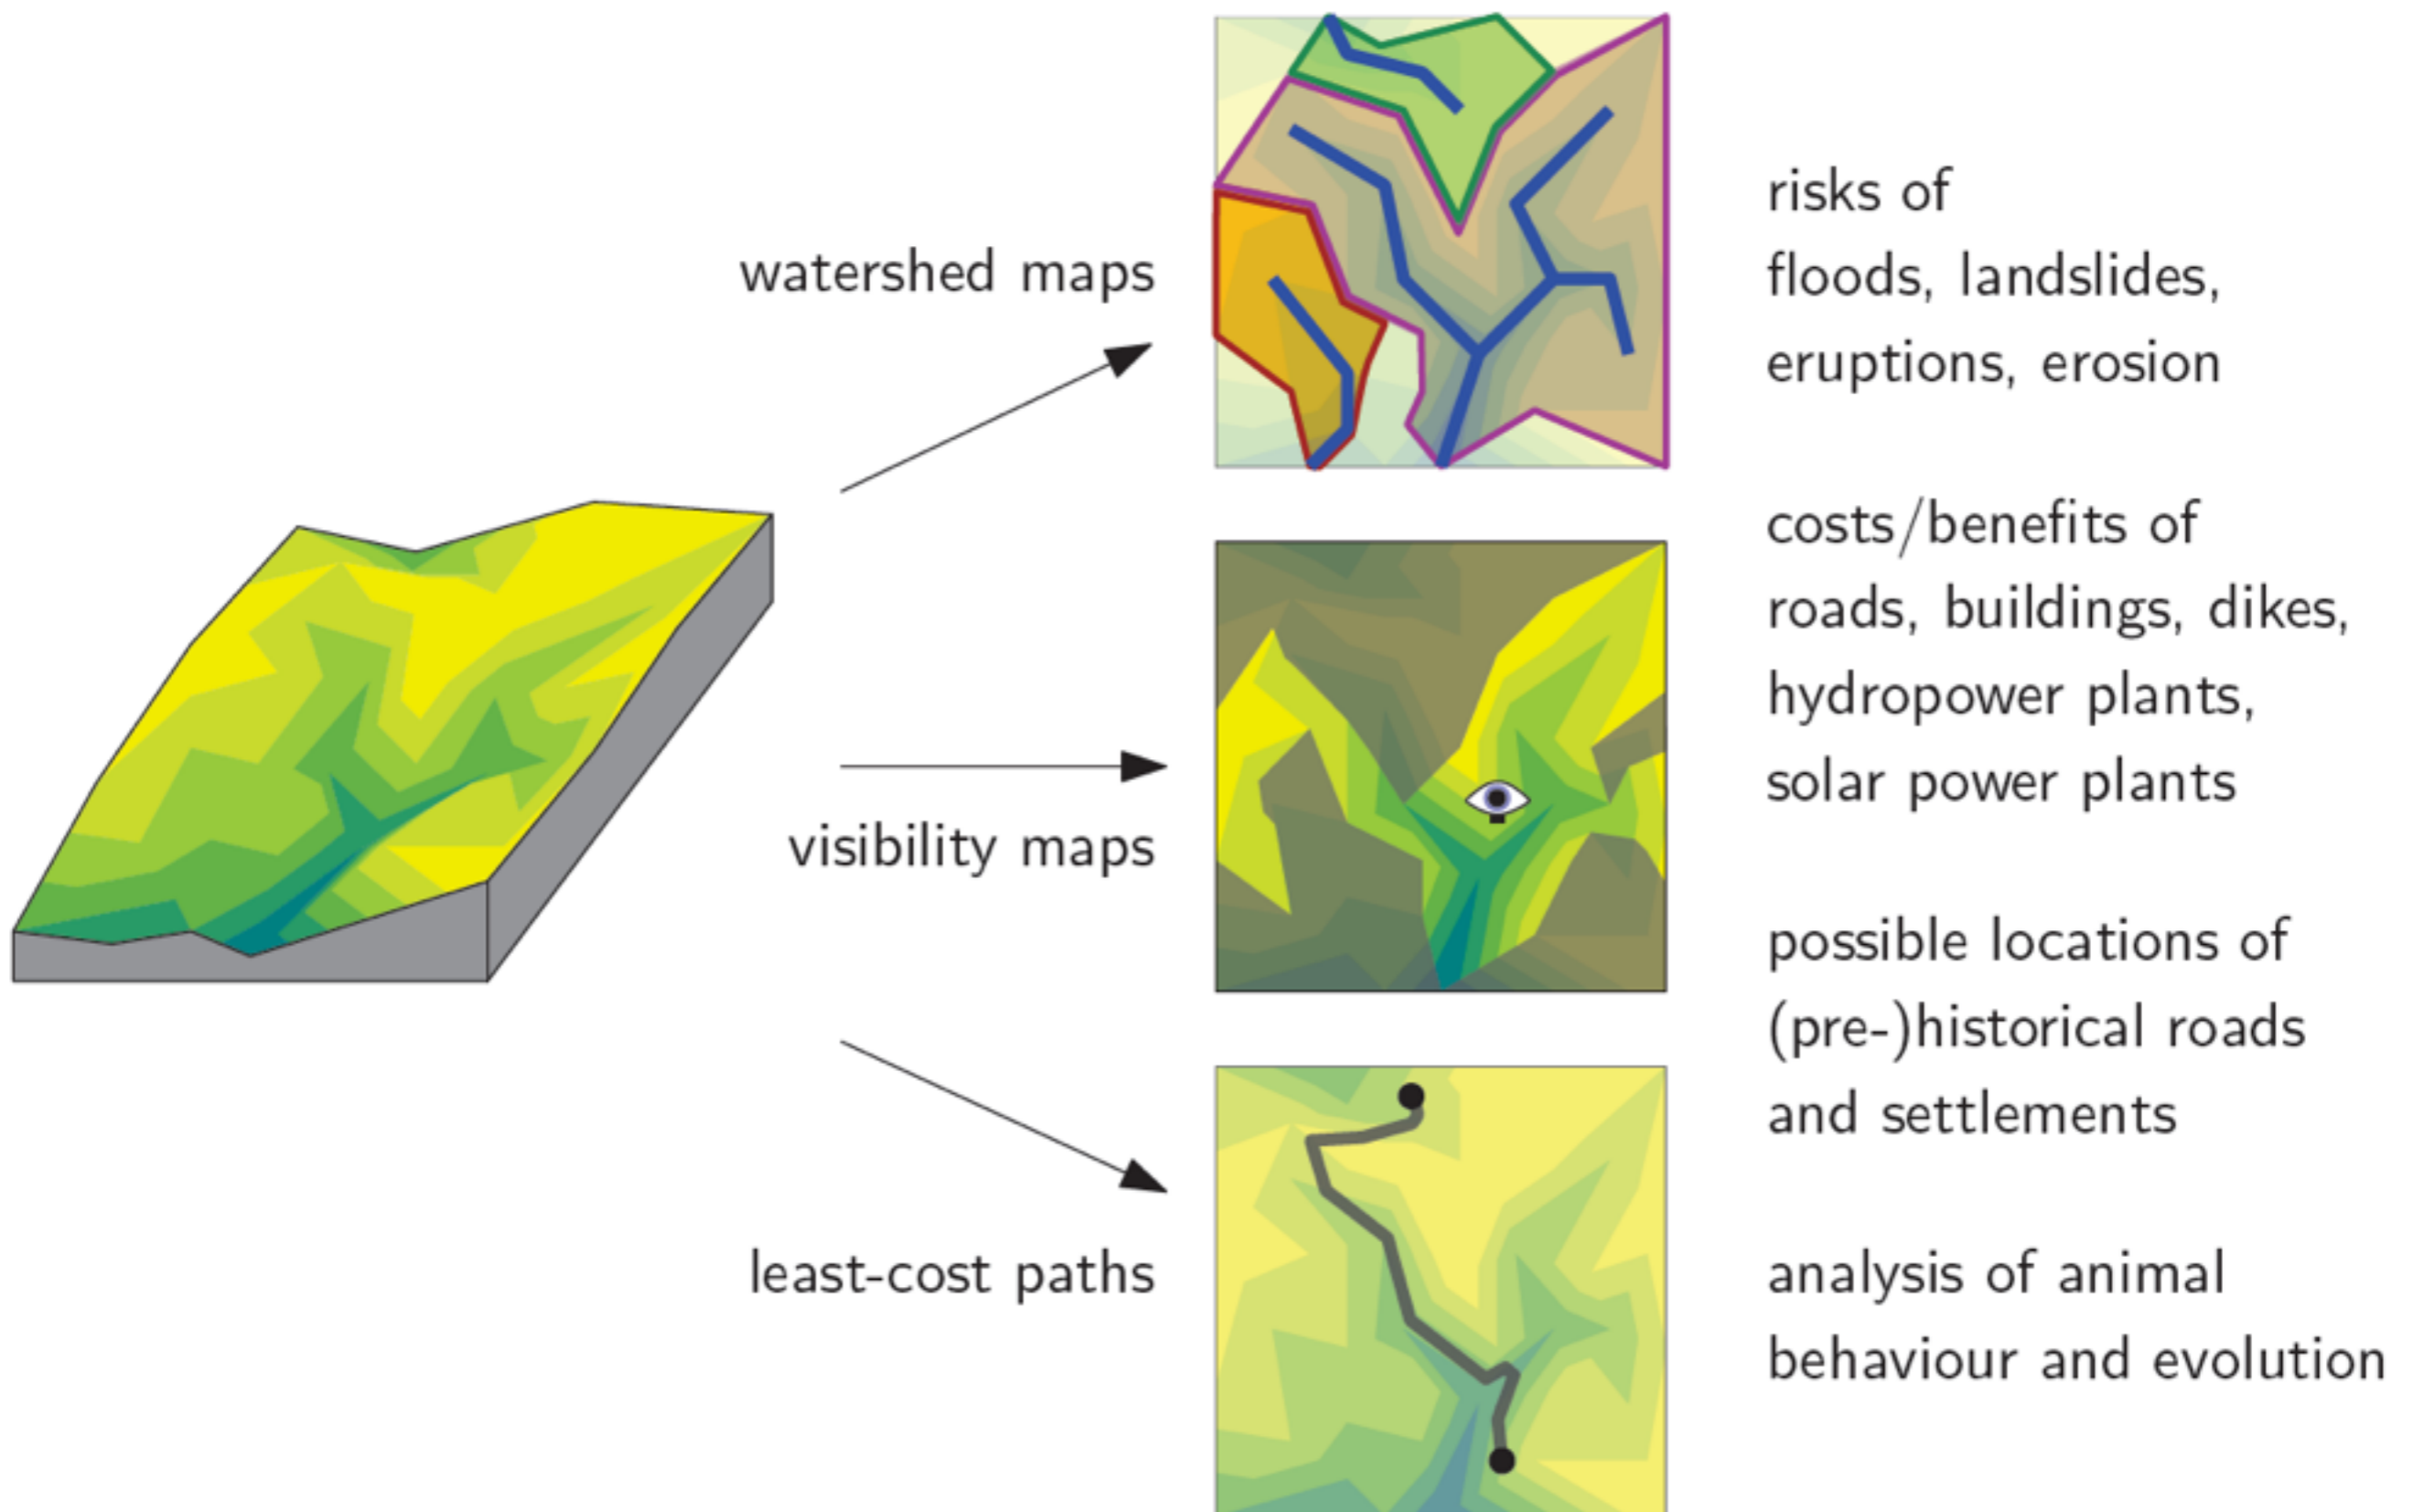 watershed maps
visibility maps
least-cost paths
risks of
floods, landslides,
eruptions, erosion
costs/benefits of
roads, buildings, dikes,
hydropower plants,
solar power plants
possible locations of
(pre-)historical roads
and settlements
analysis of animal
behaviour and evolution